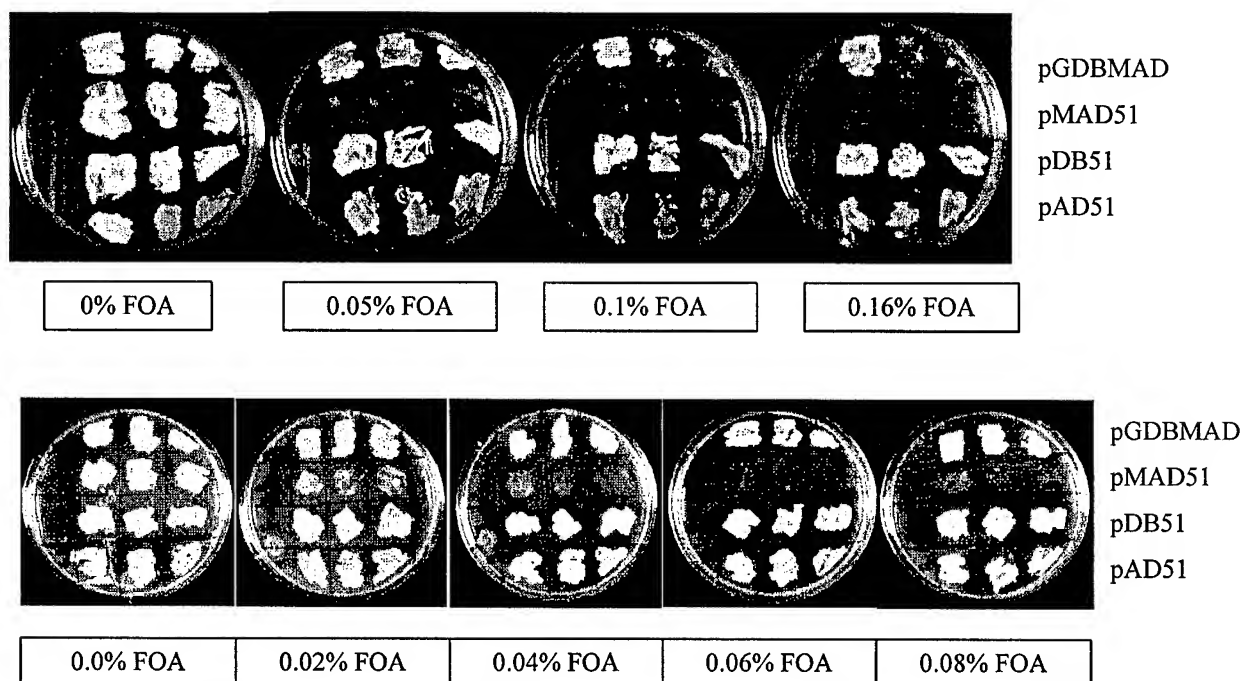 pGDBMAD
pMAD51
pDB51
pAD51
0% FOA
0.05% FOA
0.1% FOA
0.16% FOA
pGDBMAD
pMAD51
pDB51
pAD51
0.0% FOA
0.02% FOA
0.04% FOA
0.06% FOA
0.08% FOA